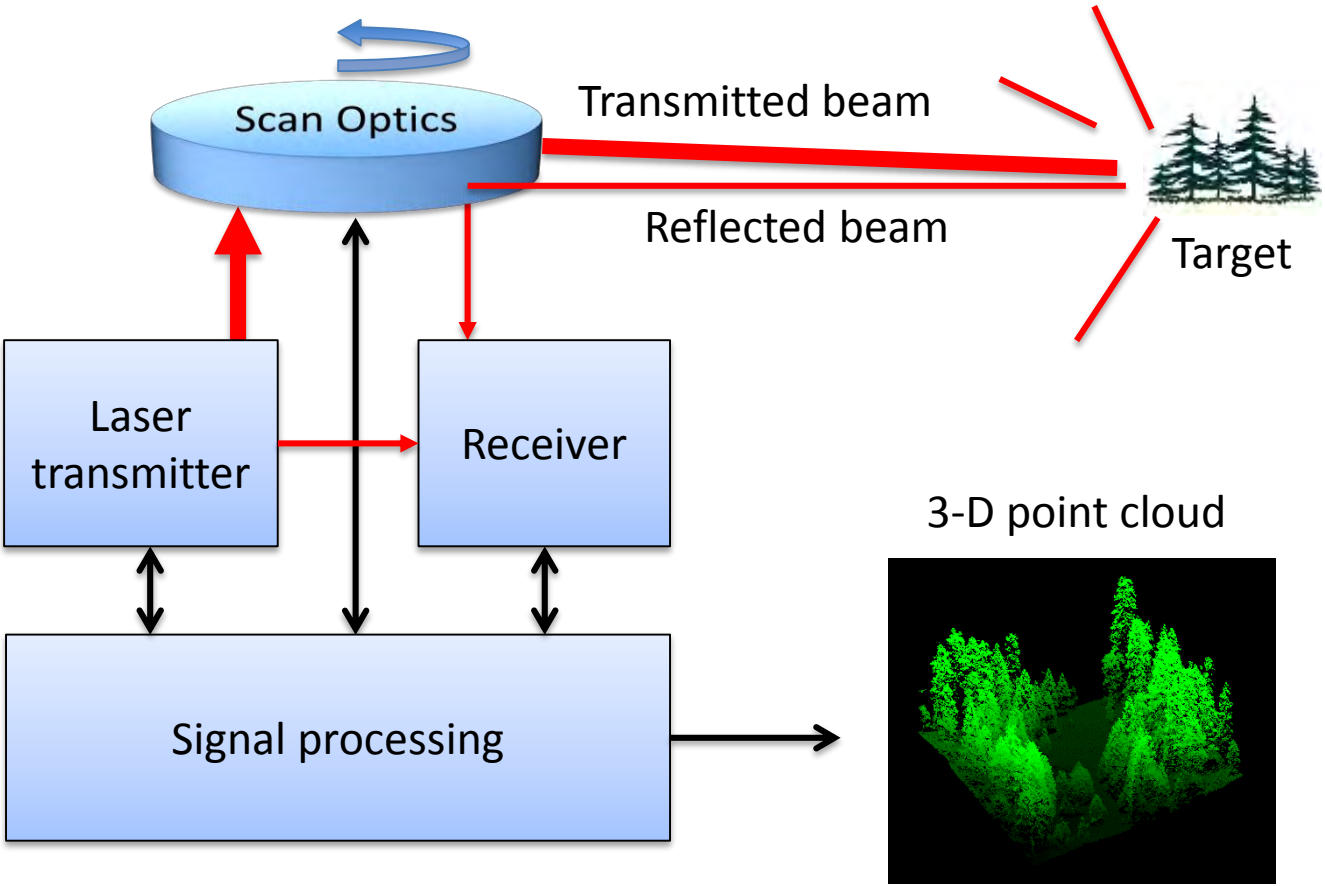 Scan Optics
Transmitted beam
Reflected beam
Target
Laser
transmitter
Receiver
3-D point cloud
Signal processing